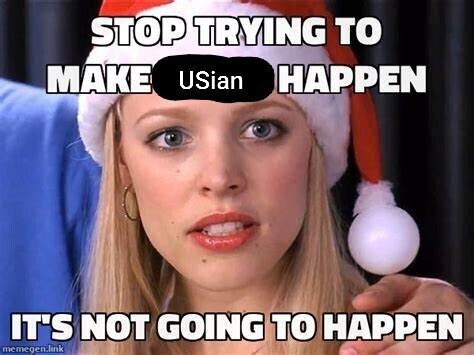 STOP TRYING TO
MAKE USian HAPPEN
IT'S NOT GOING TO HAPPEN
memegen.link